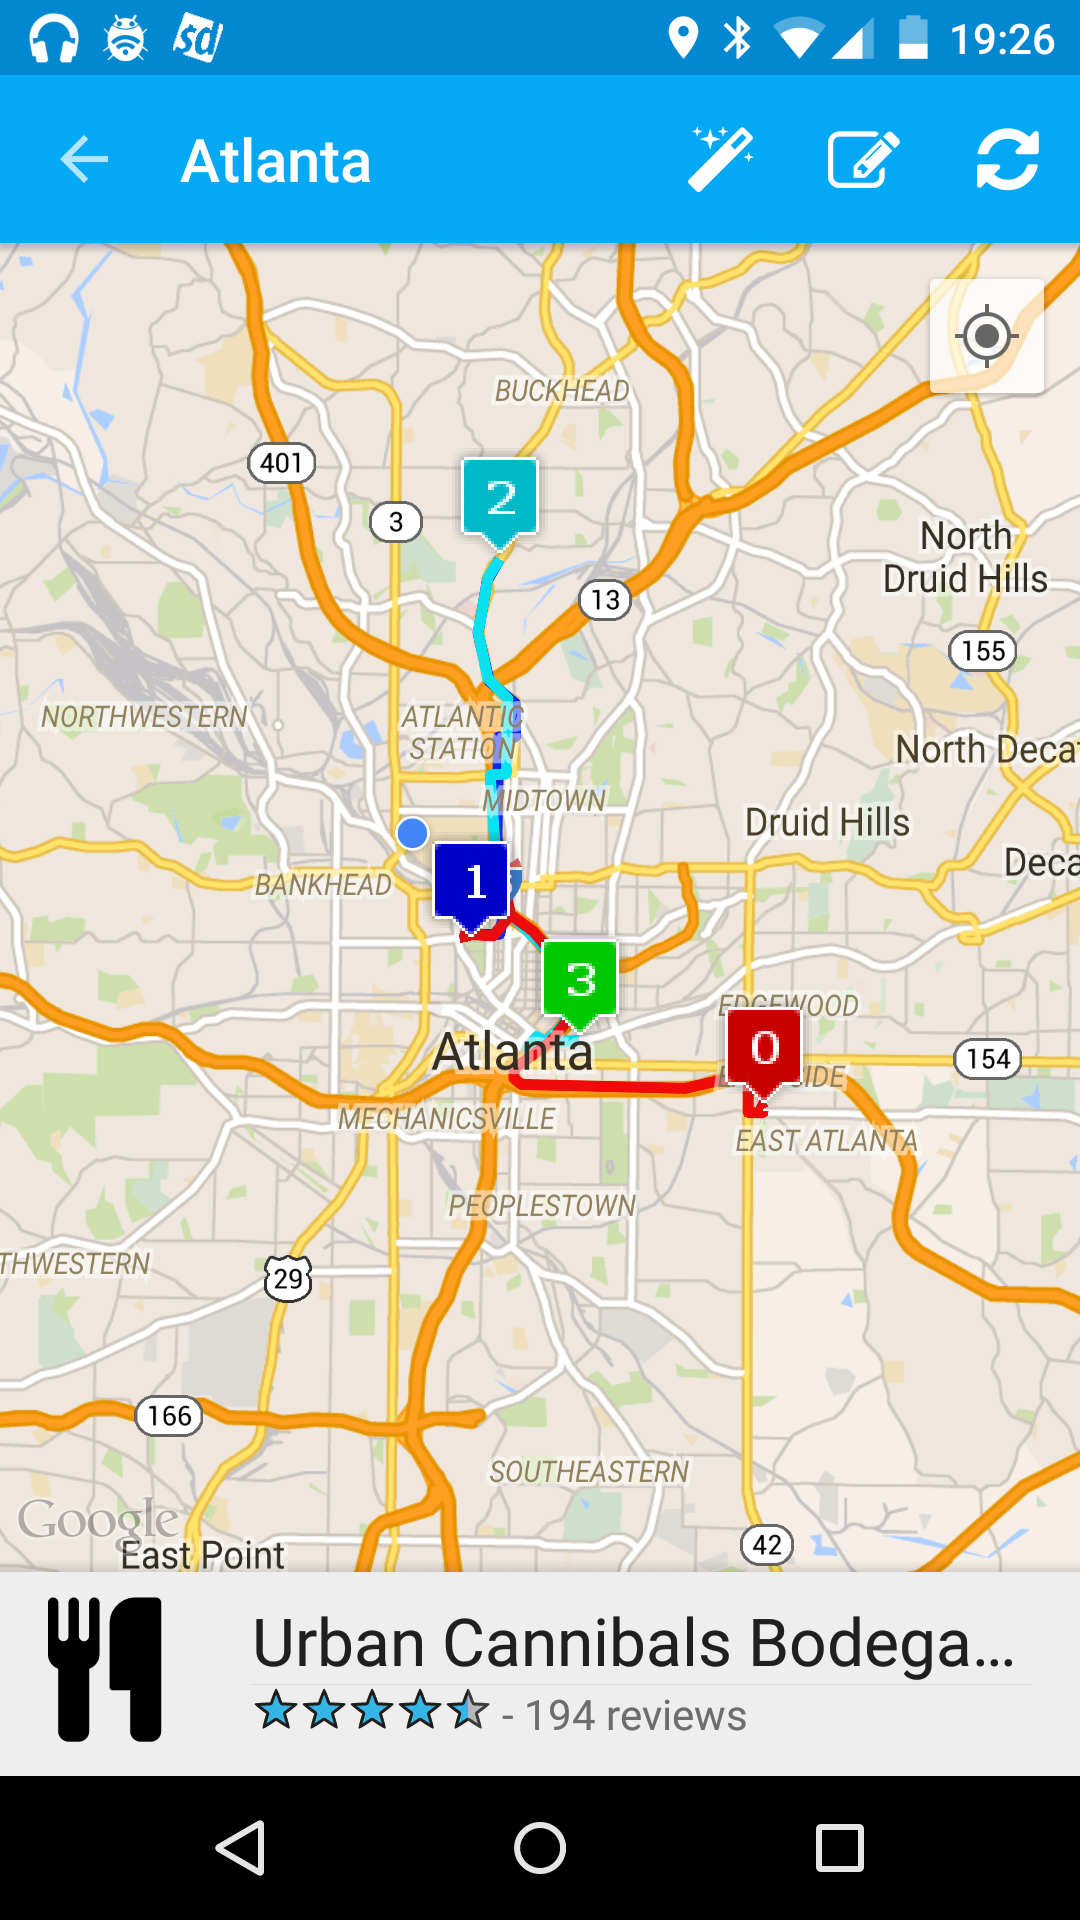 sd
19:26
Atlanta
BUCKHEAD
401
2
3
North
Druid Hills
13
155
NORTHWESTERN
ATLANTIC
STATION
North Decat
MIDTOWN
Druid Hills
Deca
1
BANKHEAD
3
EDGEWOOD
Atlanta
0
154
MECHANICSVILLE
EAST ATLANTA
PEOPLESTOWN
THWESTERN
29
166
SOUTHEASTERN
Google
42
East Point
Urban Cannibals Bodega...
- 194 reviews